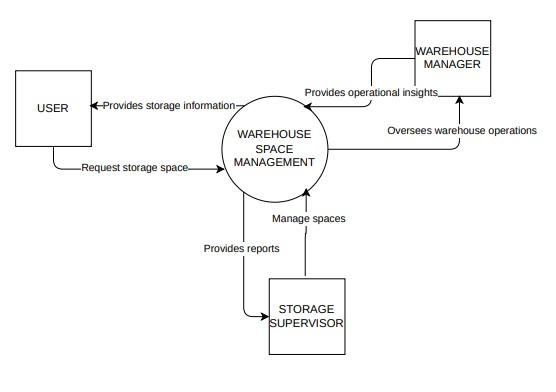 WAREHOUSE
MANAGER
USER
Provides storage information
Provides operational insights
WAREHOUSE
SPACE
MANAGEMENT
Oversees warehouse operations
Request storage space
Manage spaces
Provides reports
STORAGE
SUPERVISOR